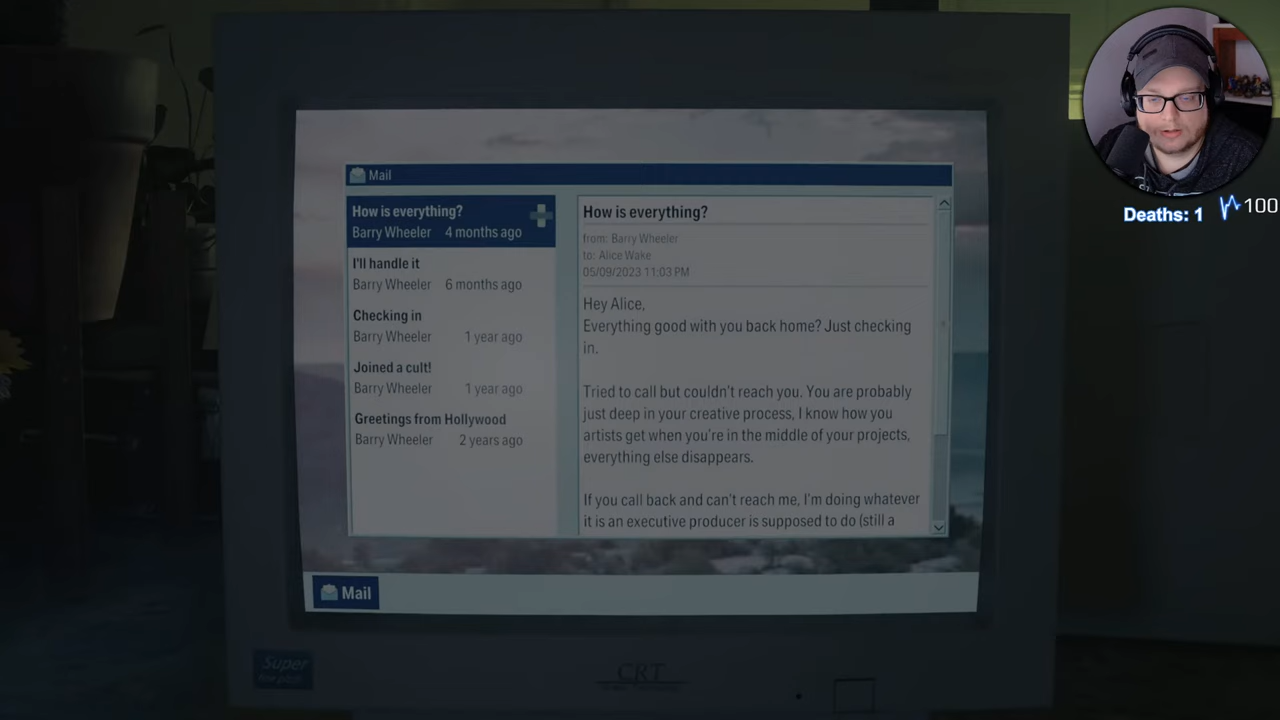 Mail
How is everything?
Barry Wheeler 4 months ago
I'll handle it
Barry Wheeler 6 months ago
Checking in
Barry Wheeler 1 year ago
Joined a cult!
Barry Wheeler 1 year ago
Greetings from Hollywood
Barry Wheeler 2 years ago
How is everything?
from: Barry Wheeler
to: Alice Wake
05/09/2023 11:03 PM
Hey Alice,
Everything good with you back home? Just checking
in.
Tried to call but couldn't reach you. You are probably
just deep in your creative process, I know how you
artists get when you're in the middle of your projects,
everything else disappears.
If you call back and can't reach me, I'm doing whatever
it is an executive producer is supposed to do (still a
Mail
Super
fine pitch
CRT
Deaths: 1
100